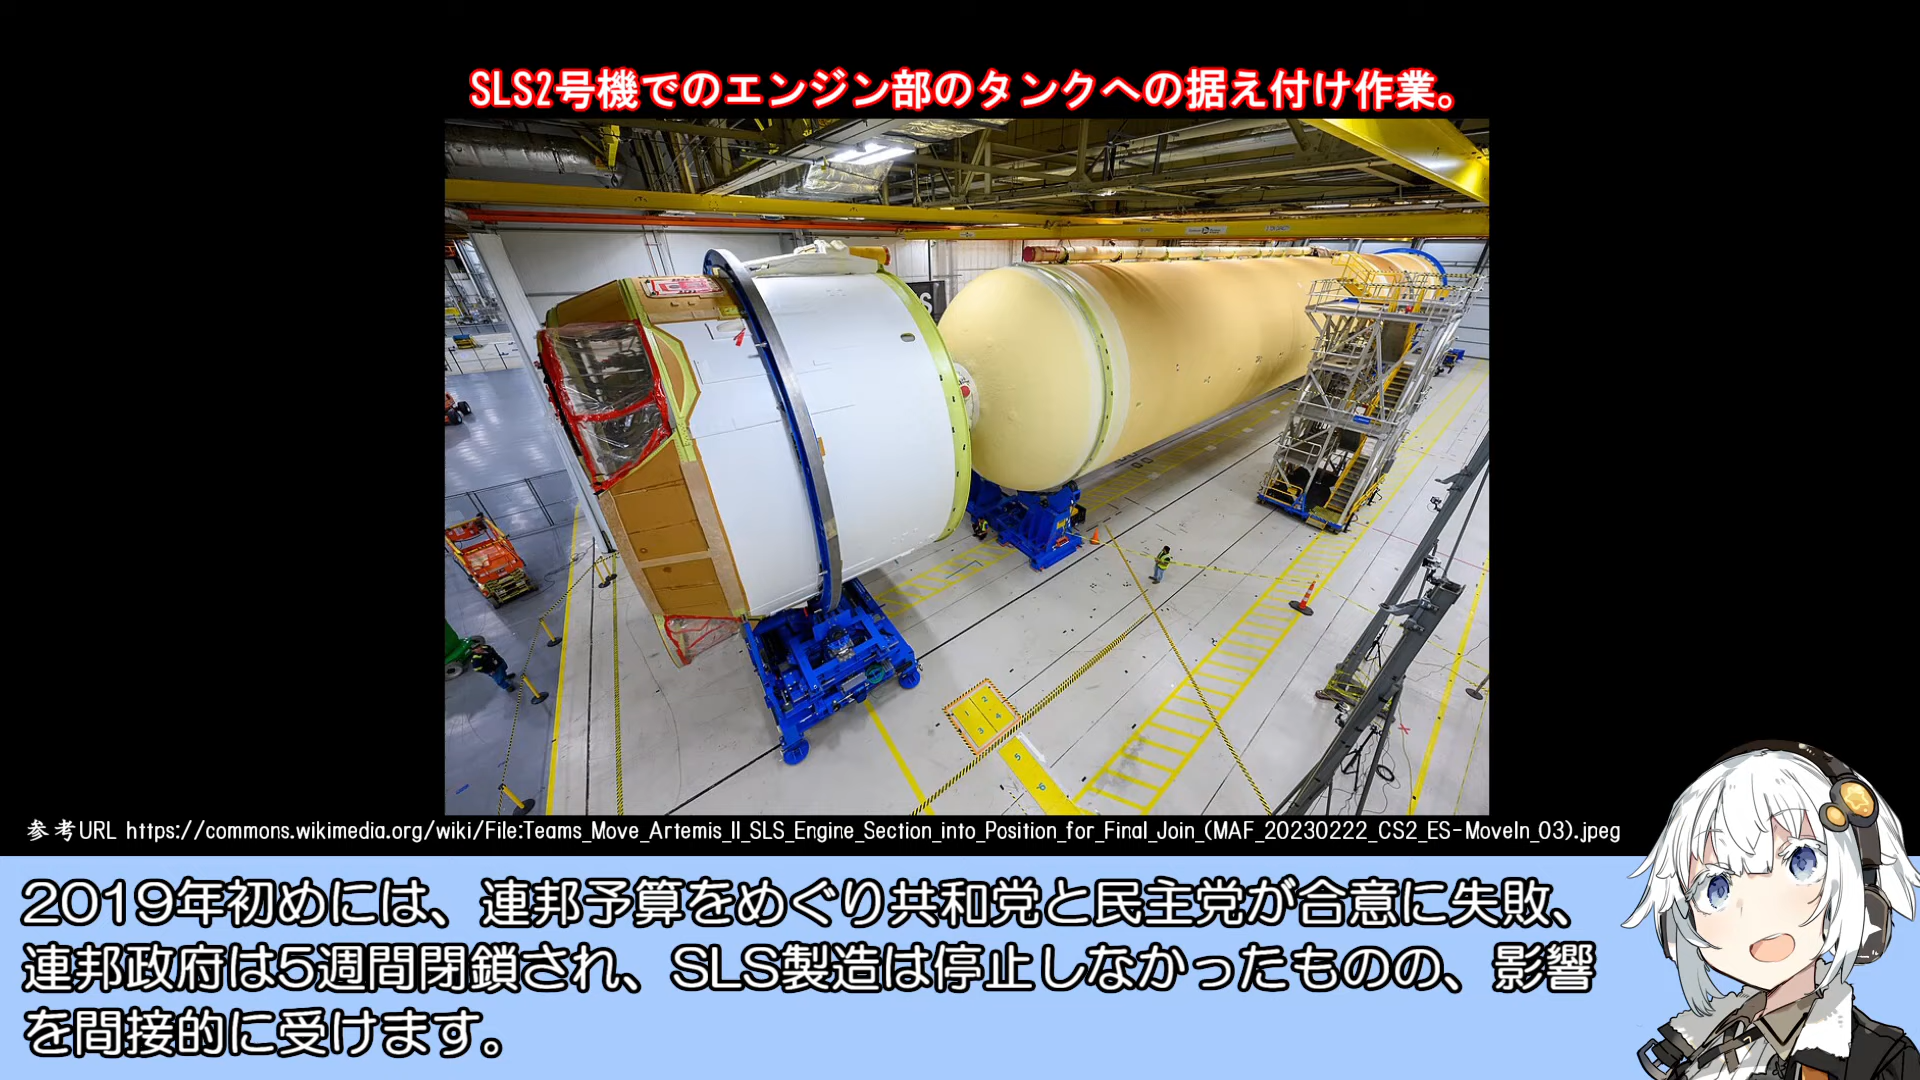 SLS2号機でのエンジン部のタンクへの据え付け作業。
参考URL https://commons.wikimedia.org/wiki/File:Teams_Move_Artemis_II_SLS_Engine_Section_into_Position_for_Final_Join_(MAF_20230222_CS2_ES-MoveIn_03).jpeg
2019年初めには、連邦予算をめぐり共和党と民主党が合意に失敗、
連邦政府は5週間閉鎖され、SLS製造は停止しなかったものの、影響
を間接的に受けます。